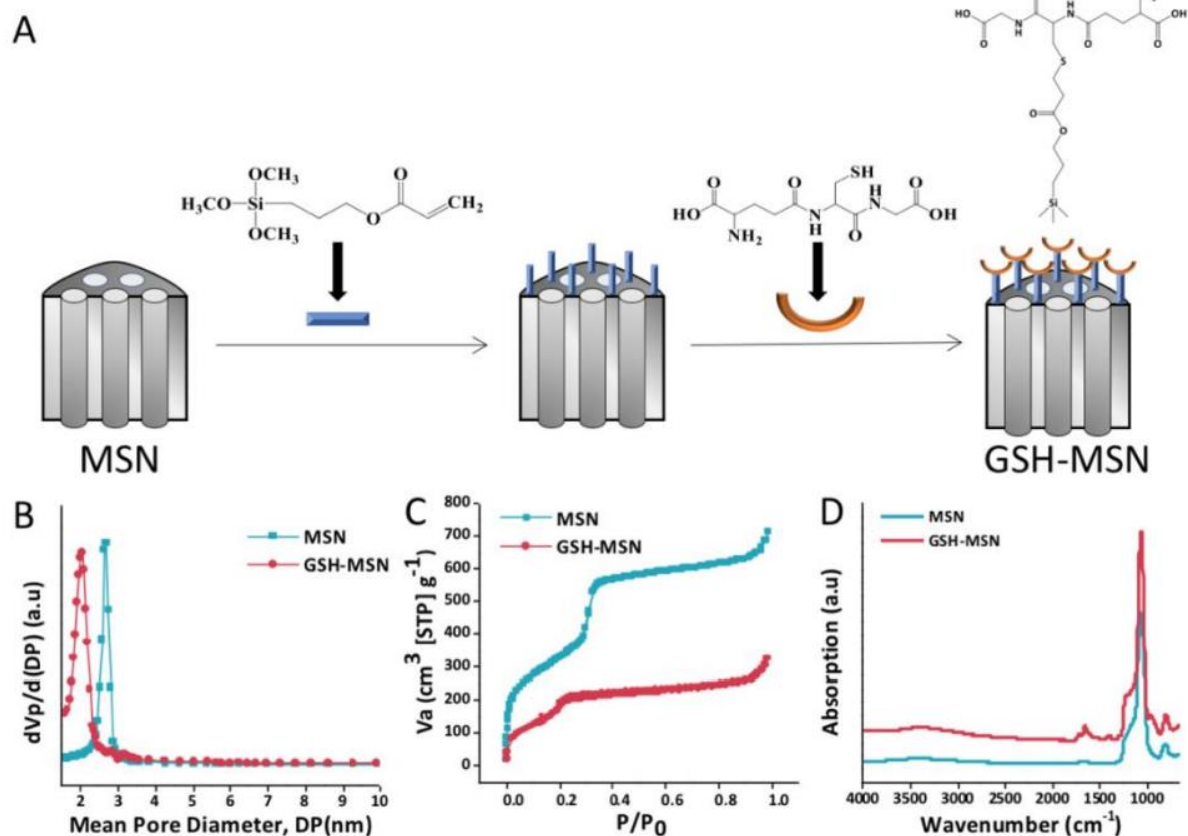 A
HO
O
N
H
H
N
O
O
OH
S
O
O
Si
OCH3
H3CO
Si
OCH3
O
O
CH2
O
HO
NH2
O
N
H
SH
O
H
N
O
OH
MSN
GSH-MSN
B
MSN
GSH-MSN
dVp/d(DP) (a.u)
2 3 4 5 6 7 8 9 10
Mean Pore Diameter, DP(nm)
C
MSN
GSH-MSN
Va (cm³ [STP] g⁻¹)
800
700
600
500
400
300
200
100
0
0.0 0.2 0.4 0.6 0.8 1.0
P/P₀
D
MSN
GSH-MSN
Absorption (a.u)
4000 3500 3000 2500 2000 1500 1000
Wavenumber (cm⁻¹)